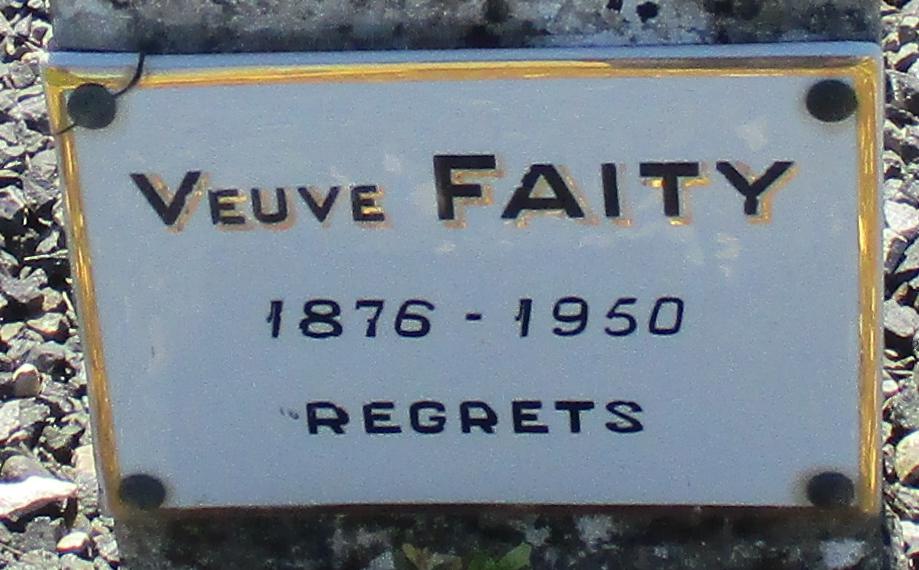 VEUVE FAITY
1876 - 1950
REGRETS